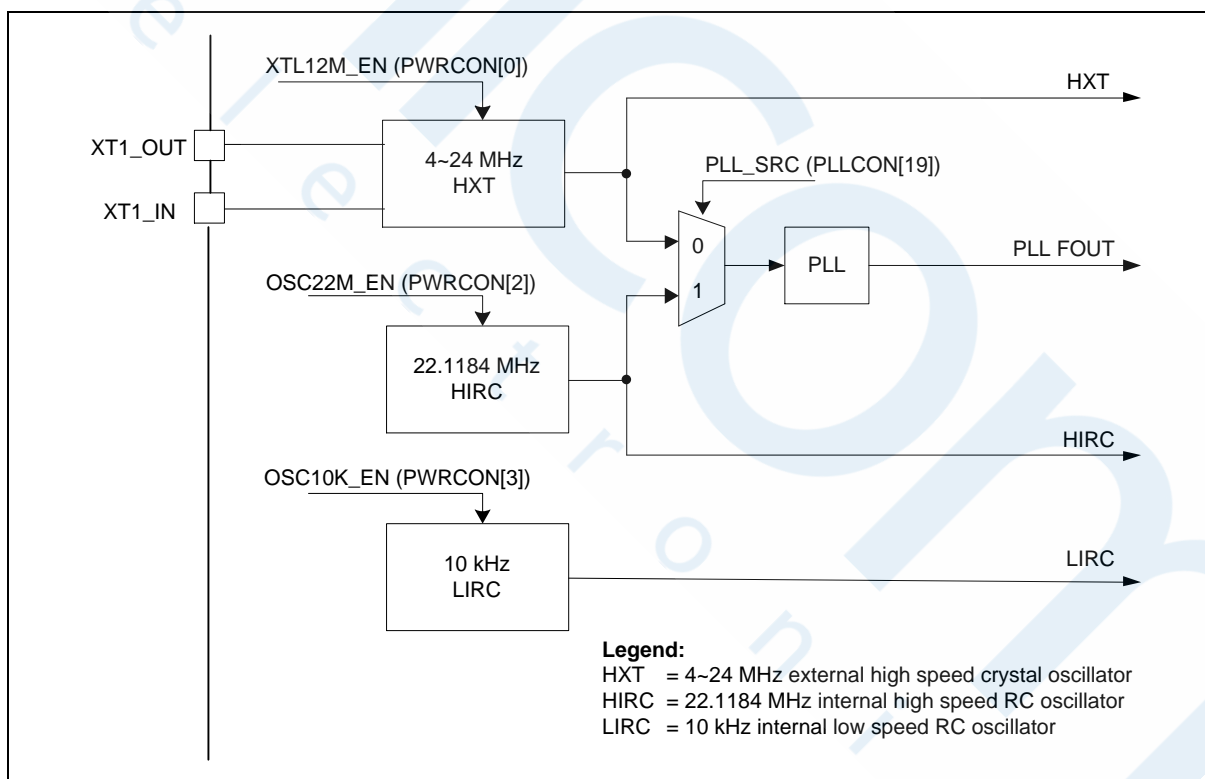 XTL12M_EN (PWRCON[0])
HXT
XT1_OUT
4~24 MHz
HXT
PLL_SRC (PLLCON[19])
XT1_IN
0
PLL
PLL FOUT
1
OSC22M_EN (PWRCON[2])
22.1184 MHz
HIRC
HIRC
OSC10K_EN (PWRCON[3])
10 kHz
LIRC
LIRC
Legend:
HXT = 4~24 MHz external high speed crystal oscillator
HIRC = 22.1184 MHz internal high speed RC oscillator
LIRC = 10 kHz internal low speed RC oscillator